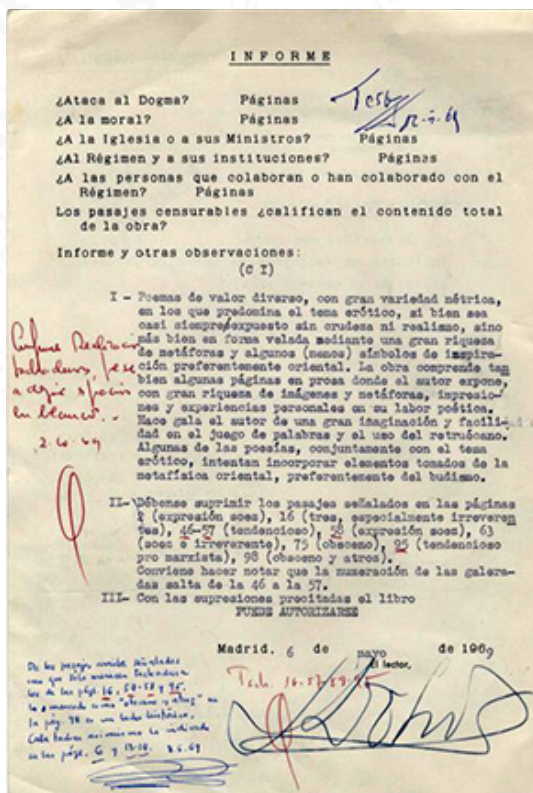 INFORME
¿Ataca al Dogma? Páginas
¿A la moral? Páginas
¿A la Iglesia o a sus Ministros? Páginas
¿Al Régimen y a sus instituciones? Páginas
¿A las personas que colaboran o han colaborado con el
Régimen? Páginas
Los pasajes censurables ¿califican el contenido total
de la obra?
Informe y otras observaciones:
(C I)
I - Poemas de valor diverso, con gran variedad métrica,
en los que predomina el tema erótico, si bien sea
casi siempre expuesto sin crudeza ni realismo, sino
más bien en forma velada mediante una gran riqueza
de metáforas y algunos (menos) símbolos de inspira-
ción preferentemente oriental. La obra comprende tam
bien algunas páginas en prosa donde el autor expone,
con gran riqueza de imágenes y metáforas, impresio-
nes y experiencias personales en su labor poética.
Hace gala el autor de una gran imaginación y facili-
dad en el juego de palabras y el uso del retruécano.
Algunas de las poesías, conjuntamente con el tema
erótico, intentan incorporar elementos tomados de la
metafísica oriental, preferentemente del budismo.
II- Débense suprimir los pasajes señalados en las páginas
(expresión soez), 16 (tres, especialmente irreveren
tes), 46-57 (tendencioso), 58 (expresión soez), 63
(soez e irreverente), 75 (obsceno), 95 (tendencioso
pro marxista), 98 (obsceno y atroz).
Conviene hacer notar que la numeración de las galera-
das salta de la 46 a la 57.
III- Con las supresiones precitadas el libro
PUEDE AUTORIZARSE
Madrid, 6 de mayo de 1969
El lector,
en blanco.